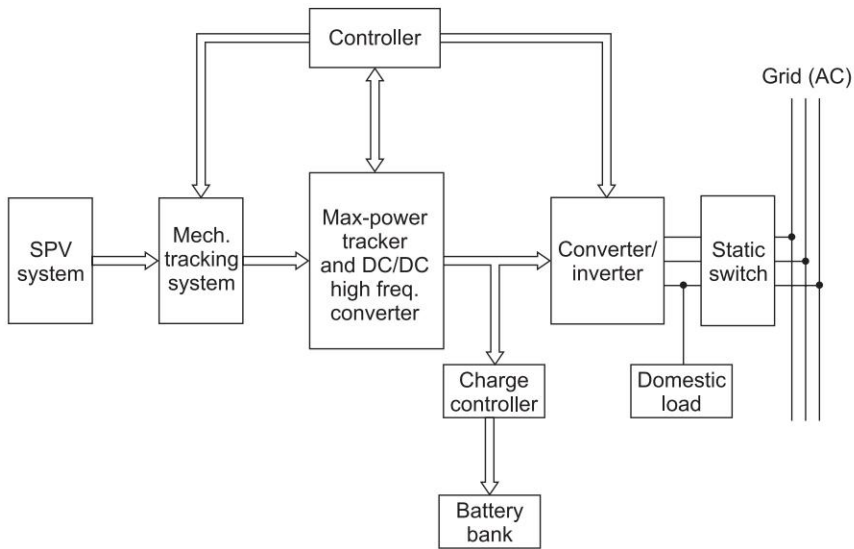 Controller
Grid (AC)
SPV
system
Mech.
tracking
system
Max-power
tracker
and DC/DC
high freq.
converter
Converter/
inverter
Static
switch
Charge
controller
Domestic
load
Battery
bank